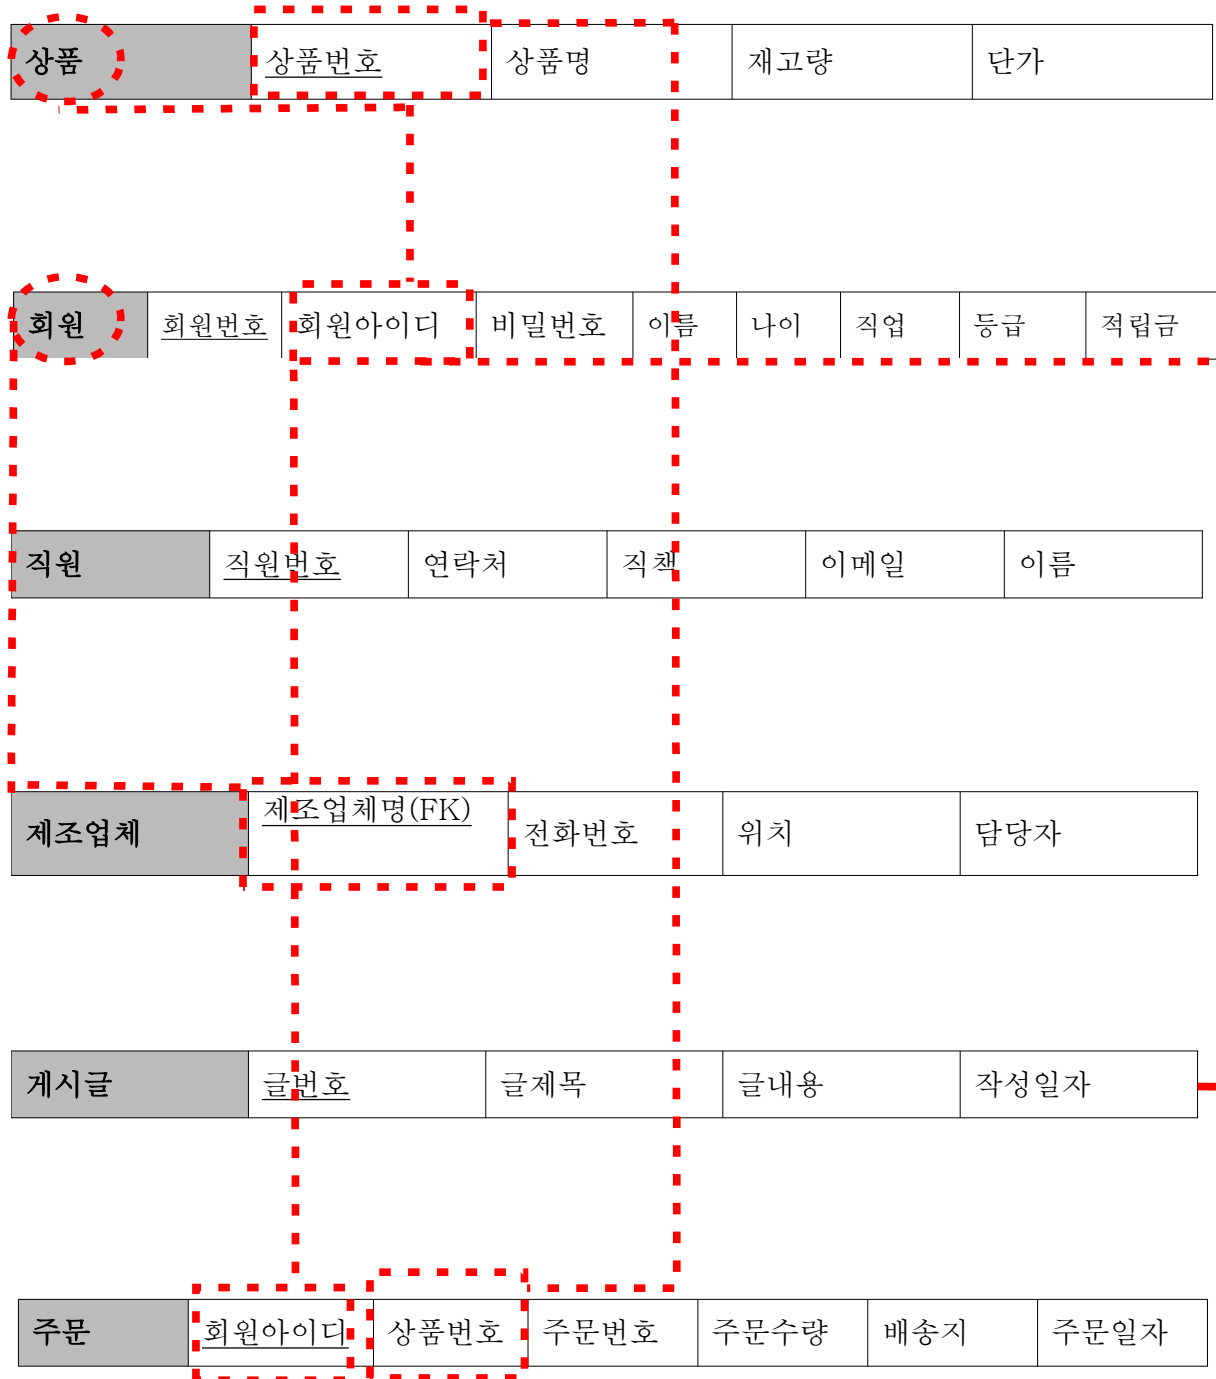 상품 상품번호 상품명 재고량 단가
회원 회원번호 회원아이디 비밀번호 이름 나이 직업 등급 적립금
직원 직원번호 연락처 직책 이메일 이름
제조업체 제조업체명(FK) 전화번호 위치 담당자
게시글 글번호 글제목 글내용 작성일자
주문 회원아이디 상품번호 주문번호 주문수량 배송지 주문일자